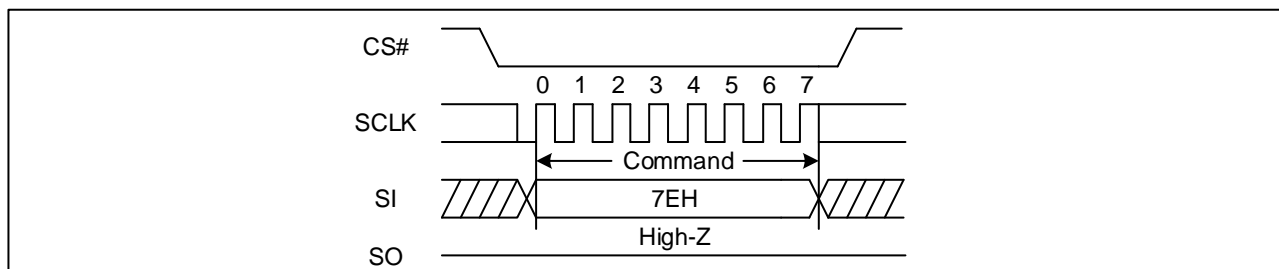 CS#
0 1 2 3 4 5 6 7
SCLK
Command
SI
7EH
High-Z
SO